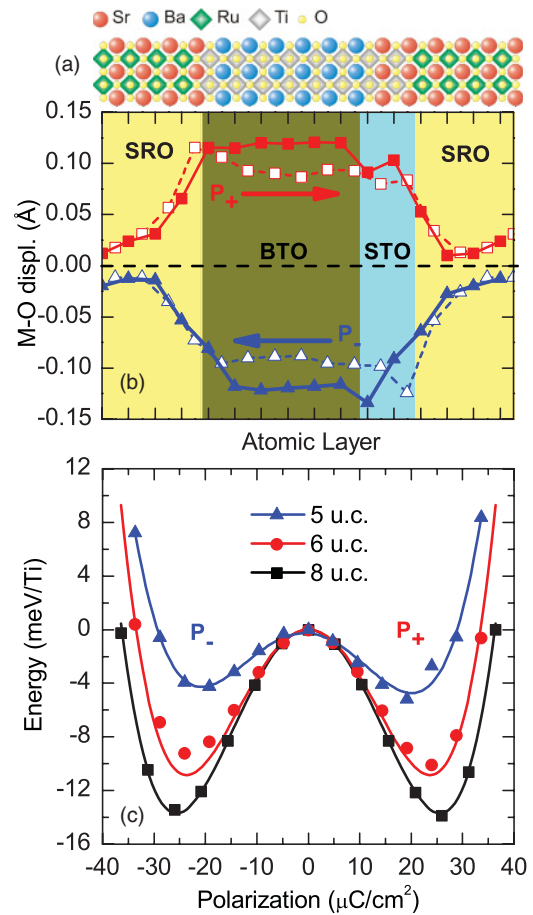 Sr Ba Ru Ti O
(a)
0.15
0.10
0.05
0.00
-0.05
-0.10
-0.15
M-O displ. (Å)
SRO STO SRO
P+
BTO
P-
(b)
Atomic Layer
12
8
4
0
-4
-8
-12
-16
Energy (meV/Ti)
5 u.c.
6 u.c.
8 u.c.
P-
P+
(c)
-40 -30 -20 -10 0 10 20 30 40
Polarization (μC/cm²)